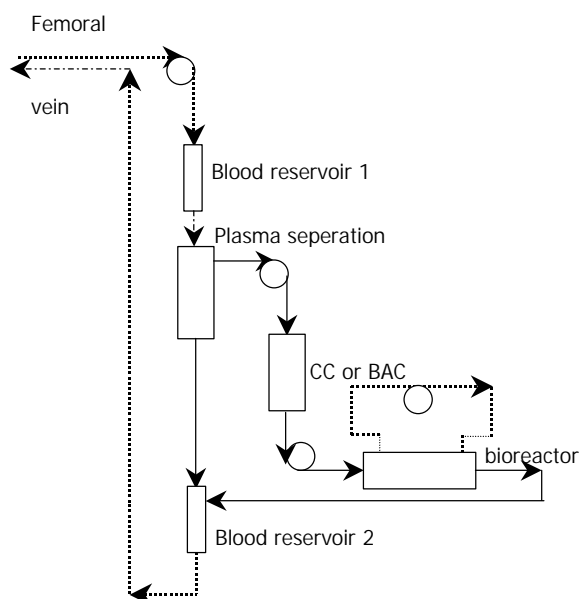 Femoral
vein
Blood reservoir 1
Plasma seperation
CC or BAC
bioreactor
Blood reservoir 2